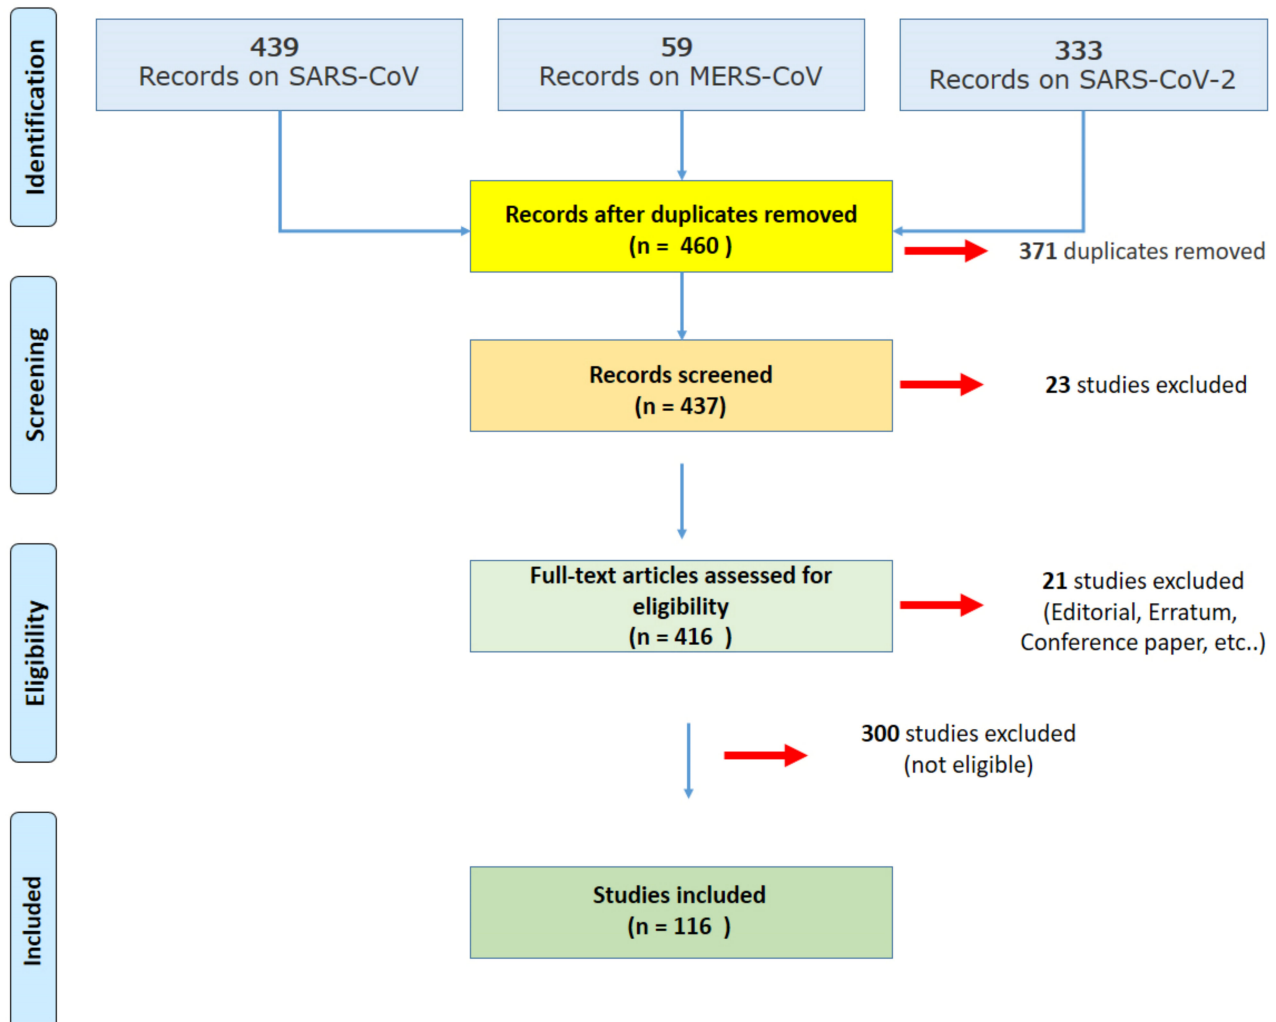 Identification
439
Records on SARS-CoV
59
Records on MERS-CoV
333
Records on SARS-CoV-2
Records after duplicates removed
(n =  460 )
371 duplicates removed
Screening
Records screened
(n = 437)
23 studies excluded
Eligibility
Full-text articles assessed for
eligibility
(n = 416  )
21 studies excluded
(Editorial, Erratum,
Conference paper, etc..)
300 studies excluded
(not eligible)
Included
Studies included
(n = 116  )